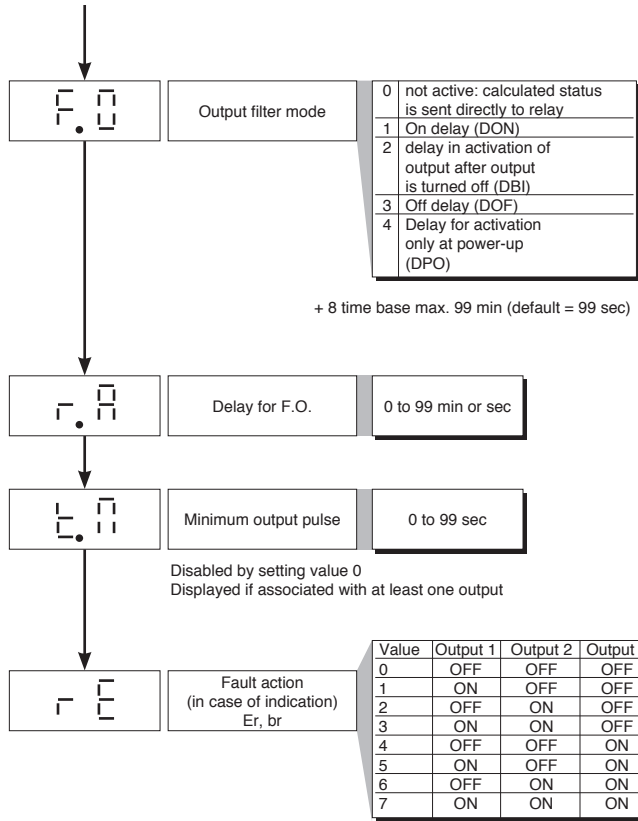 F.0
Output filter mode
0 not active: calculated status
is sent directly to relay
1 On delay (DON)
2 delay in activation of
output after output
is turned off (DBI)
3 Off delay (DOF)
4 Delay for activation
only at power-up
(DPO)
+ 8 time base max. 99 min (default = 99 sec)
r.A
Delay for F.O.
0 to 99 min or sec
t.
Minimum output pulse
0 to 99 sec
Disabled by setting value 0
Displayed if associated with at least one output
rE
Fault action
(in case of indication)
Er, br
Value Output 1 Output 2 Output
0 OFF OFF OFF
1 ON OFF OFF
2 OFF ON OFF
3 ON ON OFF
4 OFF OFF ON
5 ON OFF ON
6 OFF ON ON
7 ON ON ON